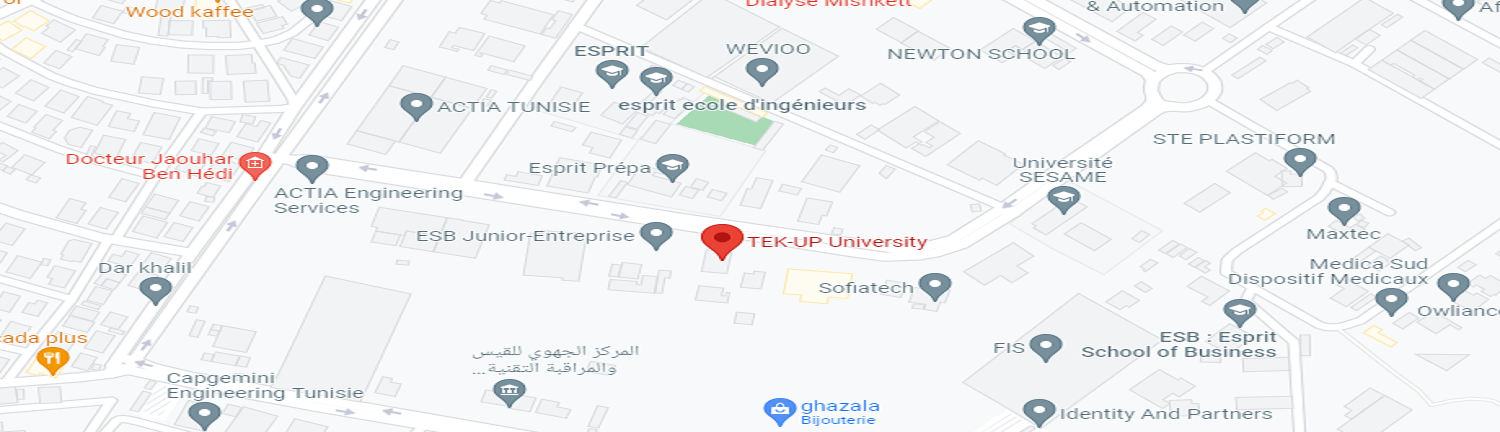 Wood kaffee
Dialyse Mishkett
& Automation
ESPRIT
WEVIOO
NEWTON SCHOOL
ACTIA TUNISIE
esprit ecole d'ingénieurs
STE PLASTIFORM
Docteur Jaouhar
Ben Hédi
Esprit Prépa
Université
SESAME
ACTIA Engineering
Services
ESB Junior-Entreprise
TEK-UP University
Maxtec
Dar khalil
Sofiatech
Medica Sud
Dispositif Medicaux
Owliance
ada plus
المركز الجهوي للقيس
والمراقبة التقنية...
FIS
ESB : Esprit
School of Business
Capgemini
Engineering Tunisie
ghazala
Bijouterie
Identity And Partners